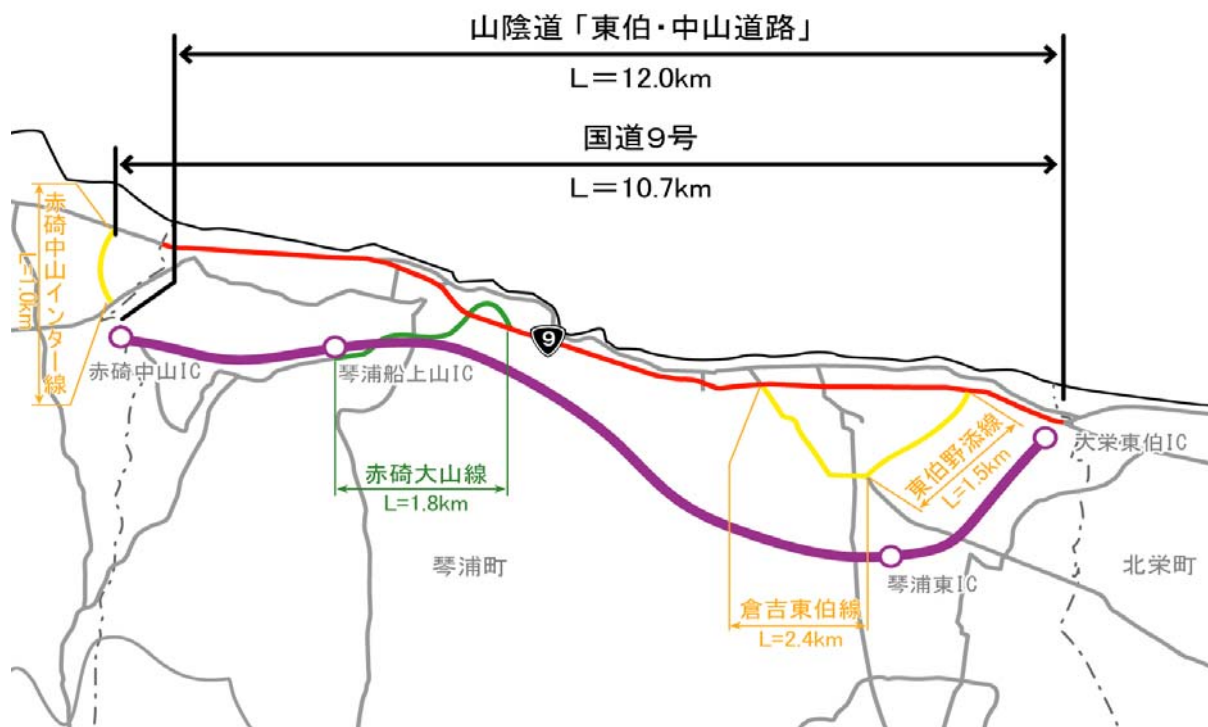 山陰道「東伯・中山道路」
L=12.0km
国道9号
L=10.7km
赤碕中山インター線
L=1.0km
9
赤碕中山IC
琴浦船上山IC
大栄東伯IC
東伯野添線
L=1.5km
赤碕大山線
L=1.8km
琴浦町
琴浦東IC
北栄町
倉吉東伯線
L=2.4km